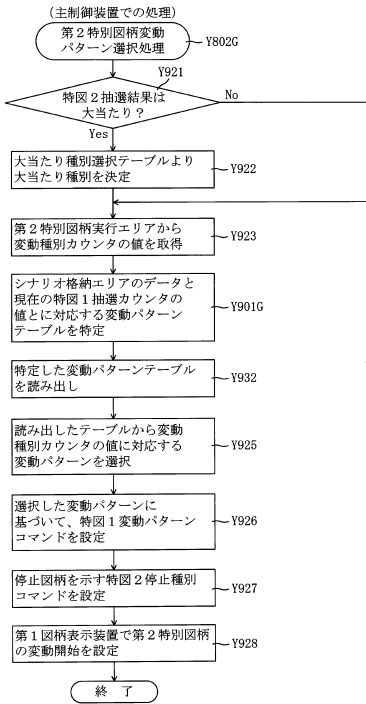 （主制御装置での処理）
第２特別図柄変動
パターン選択処理
Y802G
Y921
特図２抽選結果は
大当たり？
No
Yes
大当たり種別選択テーブルより
大当たり種別を決定
Y922
第２特別図柄実行エリアから
変動種別カウンタの値を取得
Y923
シナリオ格納エリアのデータと
現在の特図１抽選カウンタの
値とに対応する変動パターン
テーブルを特定
Y901G
特定した変動パターンテーブル
を読み出し
Y932
読み出したテーブルから変動
種別カウンタの値に対応する
変動パターンを選択
Y925
選択した変動パターンに
基づいて、特図１変動パターン
コマンドを設定
Y926
停止図柄を示す特図２停止種別
コマンドを設定
Y927
第１図柄表示装置で第２特別図柄
の変動開始を設定
Y928
終　了